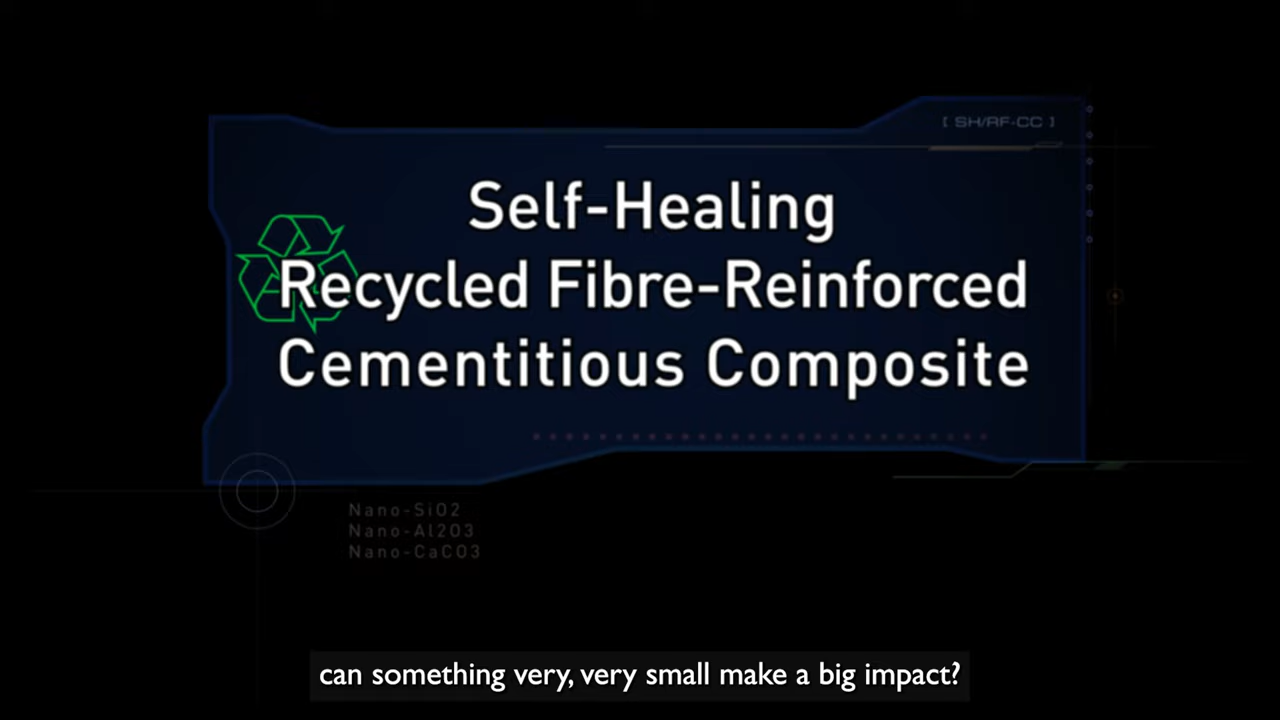 [ SH/RF-CC ]
Self-Healing
Recycled Fibre-Reinforced
Cementitious Composite
Nano-SiO2
Nano-Al2O3
Nano-CaCO3
can something very, very small make a big impact?